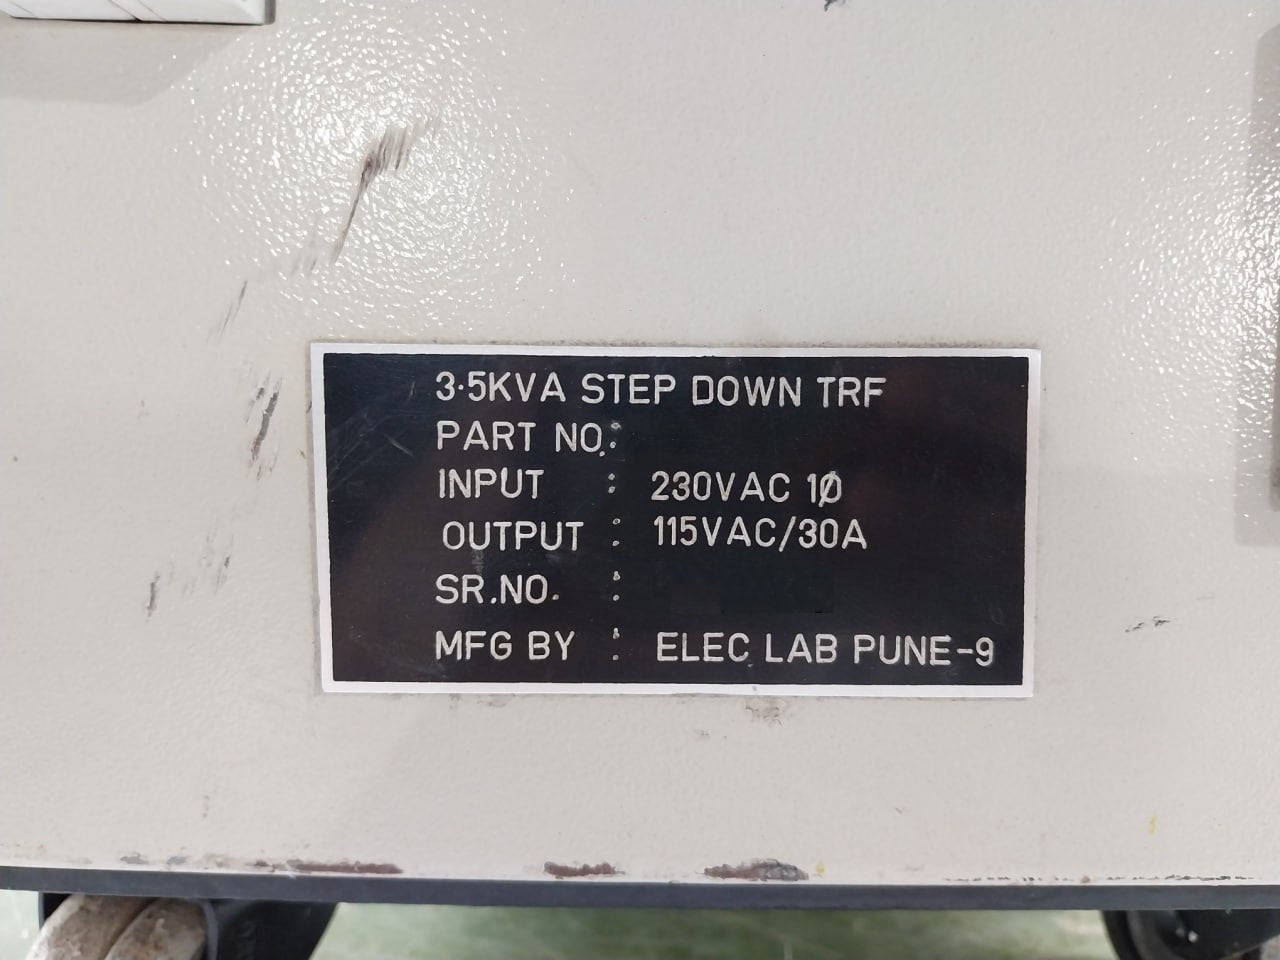 3·5KVA STEP DOWN TRF
PART NO.:
INPUT : 230VAC 1Ø
OUTPUT : 115VAC/30A
SR.NO. :
MFG BY : ELEC LAB PUNE-9